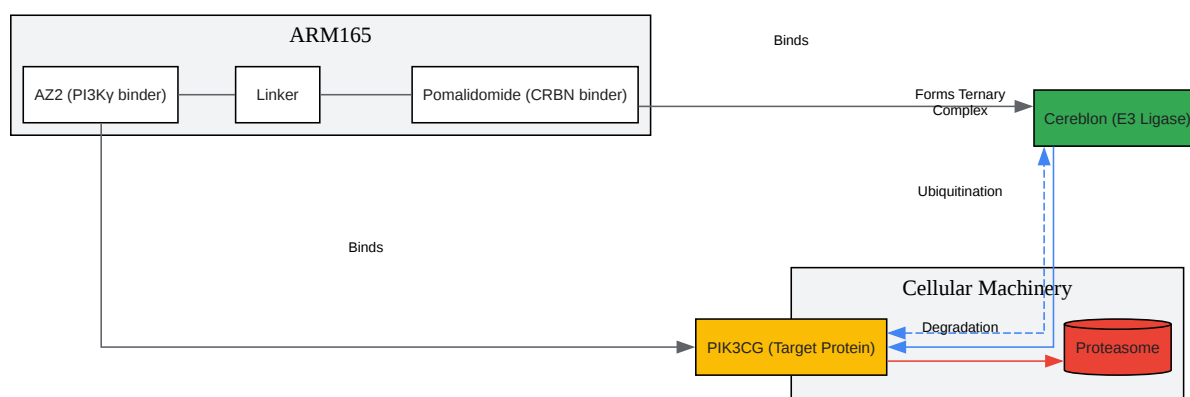 ARM165
Binds
AZ2 (PI3Kγ binder)
Linker
Pomalidomide (CRBN binder)
Forms Ternary
Complex
Cereblon (E3 Ligase)
Ubiquitination
Binds
Cellular Machinery
Degradation
PIK3CG (Target Protein)
Proteasome